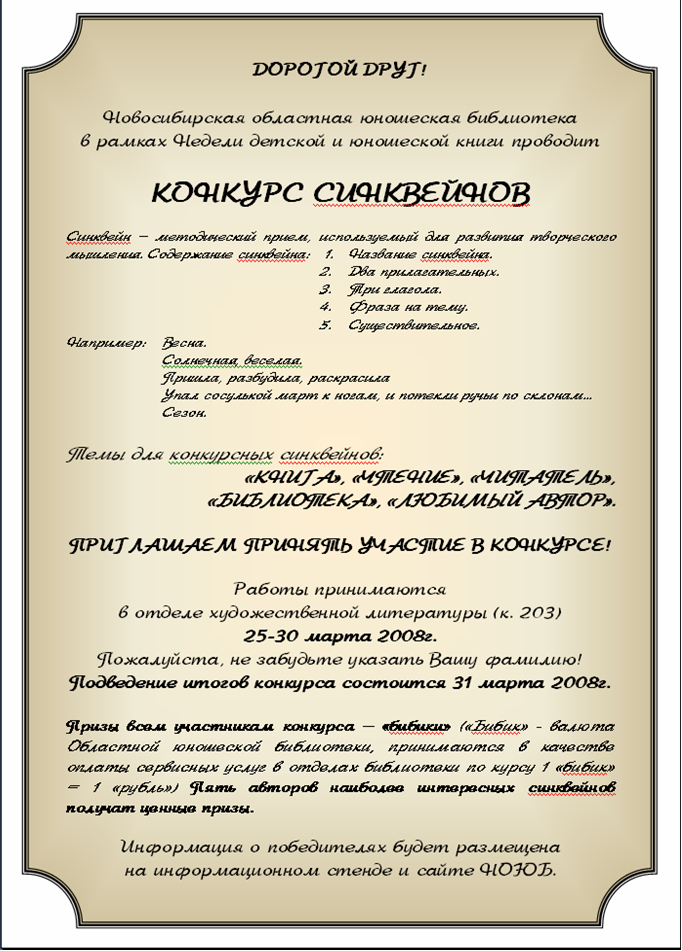 ДОРОГОЙ ДРУГ!
Новосибирская областная юношеская библиотека
в рамках Недели детской и юношеской книги проводит
КОНКУРС СИНКВЕЙНОВ
Синквейн – методический прием, используемый для развития творческого
мышления. Содержание синквейна: 1. Название синквейна.
2. Два прилагательных.
3. Три глагола.
4. Фраза на тему.
5. Существительное.
Например: Весна.
Солнечная, веселая.
Пришла, разбудила, раскрасила
Упал сосулькой март к ногам, и потекли ручьи по склонам...
Сезон.
Темы для конкурсных синквейнов:
«КНИГА», «ЧТЕНИЕ», «ЧИТАТЕЛЬ»,
«БИБЛИОТЕКА», «ЛЮБИМЫЙ АВТОР».
ПРИГЛАШАЕМ ПРИНЯТЬ УЧАСТИЕ В КОНКУРСЕ!
Работы принимаются
в отделе художественной литературы (к. 203)
25-30 марта 2008г.
Пожалуйста, не забудьте указать Вашу фамилию!
Подведение итогов конкурса состоится 31 марта 2008г.
Призы всем участникам конкурса – «бибики» («Бибик» - валюта
Областной юношеской библиотеки, принимаются в качестве
оплаты сервисных услуг в отделах библиотеки по курсу 1 «бибик»
= 1 «рубль») Пять авторов наиболее интересных синквейнов
получат ценные призы.
Информация о победителях будет размещена
на информационном стенде и сайте НОЮБ.